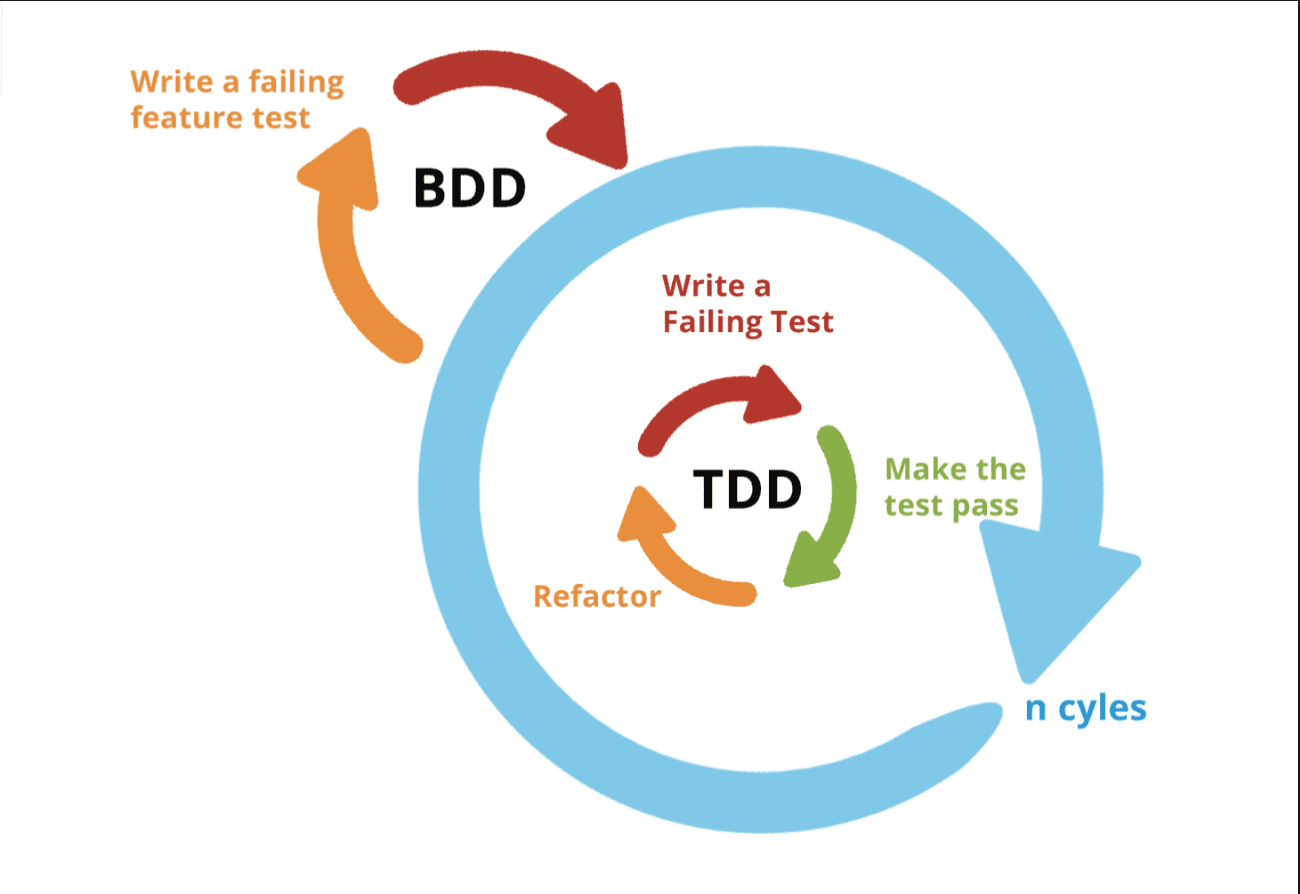 Write a failing
feature test
BDD
Write a
Failing Test
TDD
Make the
test pass
Refactor
n cyles